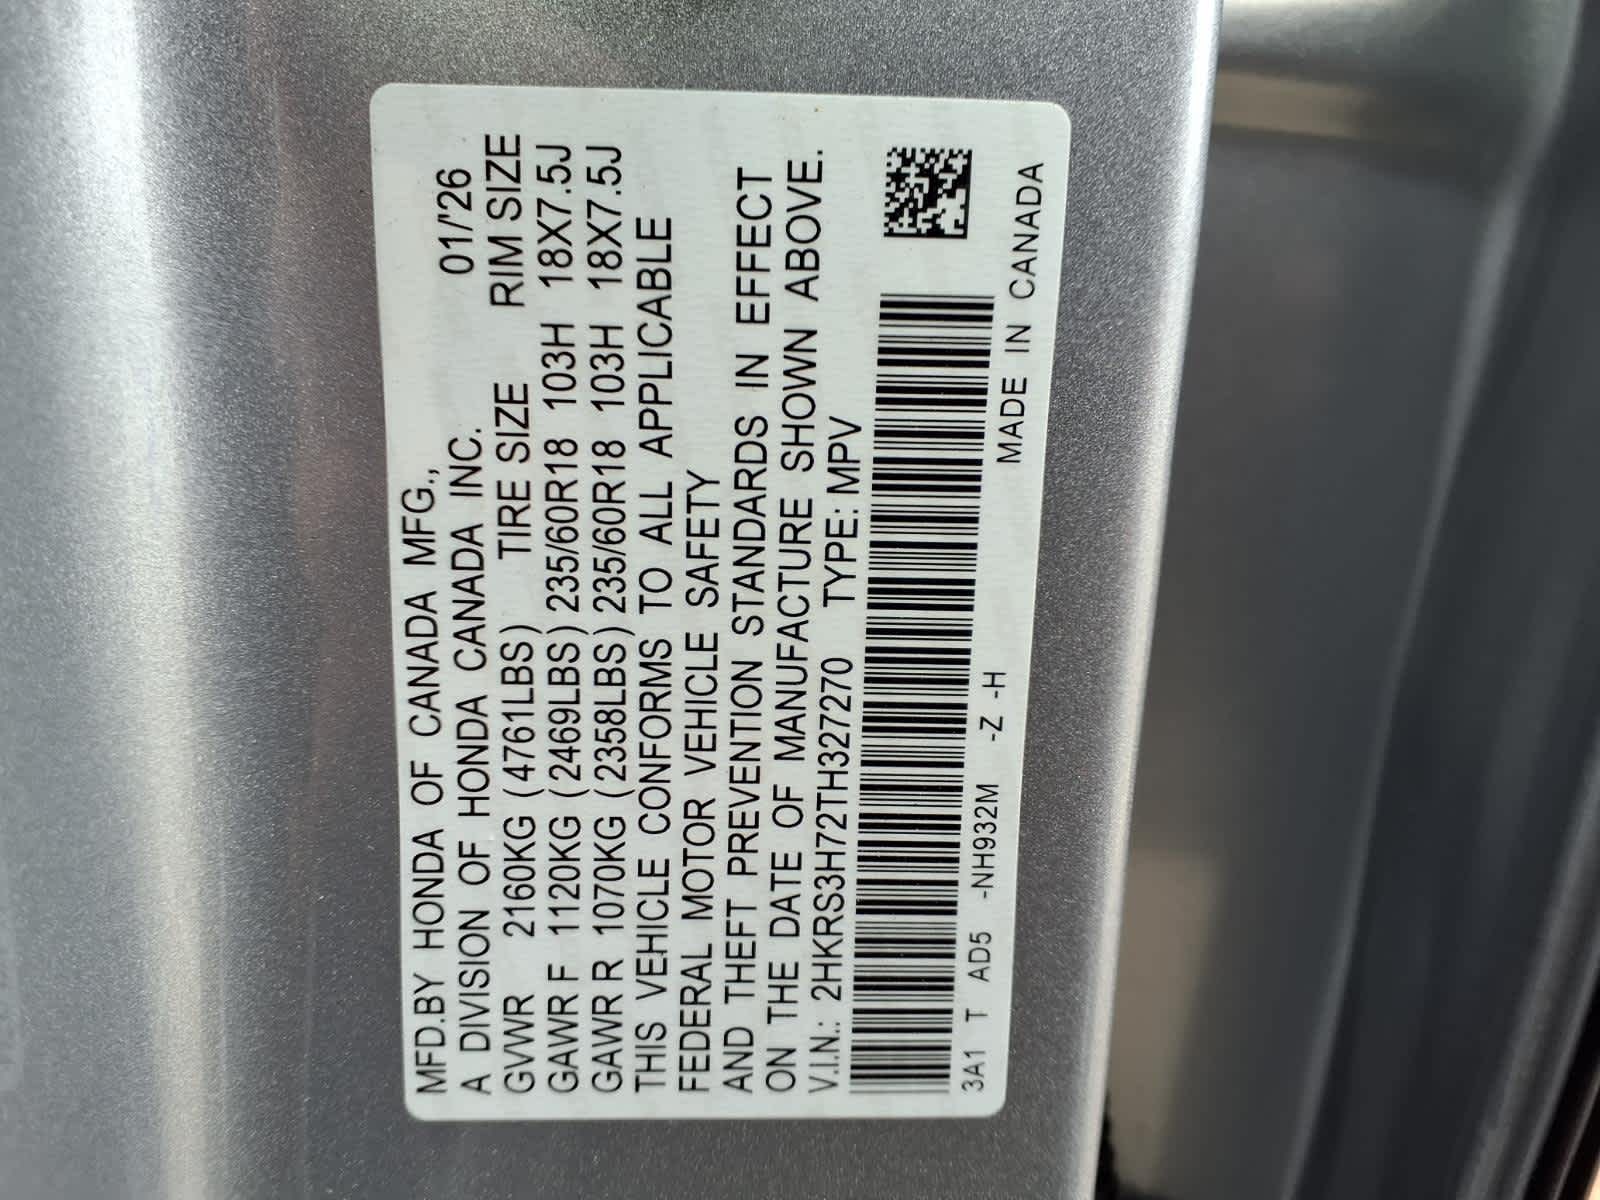 MFD.BY HONDA OF CANADA MFG.,
A DIVISION OF HONDA CANADA INC. 01/'26
GVWR 2160KG ( 4761LBS) TIRE SIZE RIM SIZE
GAWR F 1120KG ( 2469LBS) 235/60R18 103H 18X7.5J
GAWR R 1070KG ( 2358LBS) 235/60R18 103H 18X7.5J
THIS VEHICLE CONFORMS TO ALL APPLICABLE
FEDERAL MOTOR VEHICLE SAFETY
AND THEFT PREVENTION STANDARDS IN EFFECT
ON THE DATE OF MANUFACTURE SHOWN ABOVE.
V.I.N.: 2HKRS3H72TH327270 TYPE: MPV
3A1 T AD5 -NH932M -Z -H MADE IN CANADA